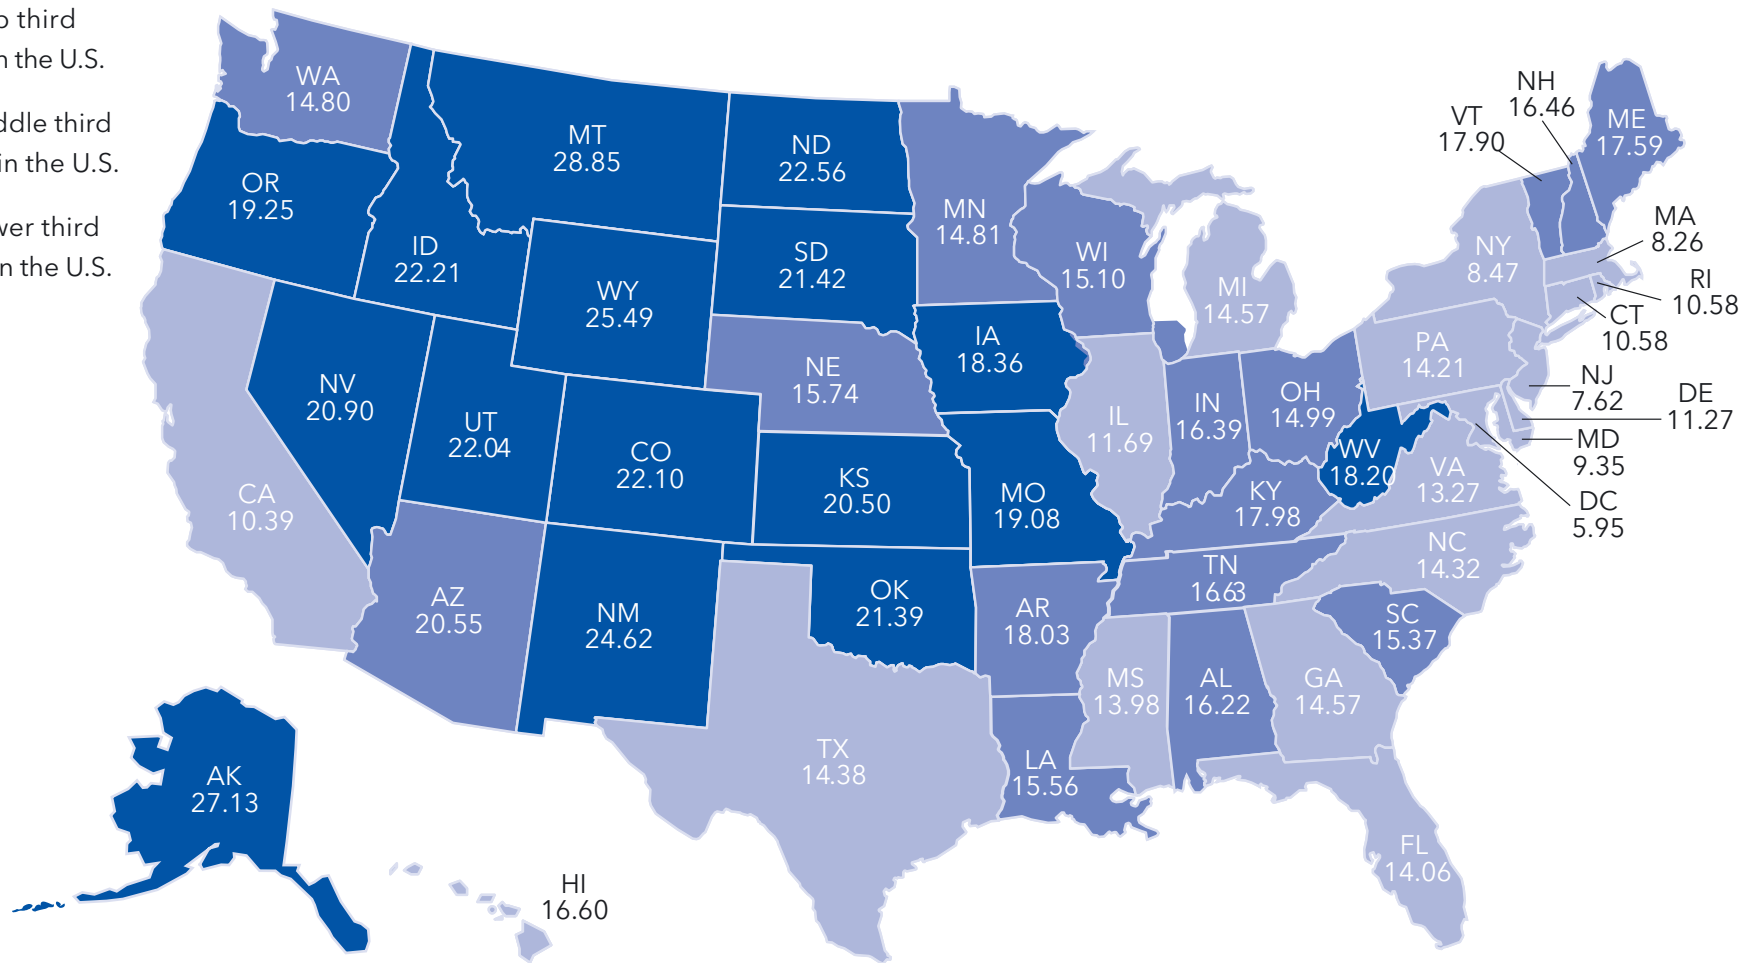 third
the U.S.
third
in the U.S.
third
the U.S.
WA
14.80
OR
19.25
MT
28.85
ID
22.21
ND
22.56
SD
21.42
WY
25.49
MN
14.81
WI
15.10
MI
14.57
IA
18.36
NE
15.74
NV
20.90
UT
22.04
CO
22.10
KS
20.50
MO
19.08
IL
11.69
IN
16.39
OH
14.99
PA
14.21
NY
8.47
VT
17.90
NH
16.46
ME
17.59
MA
8.26
RI
10.58
CT
10.58
NJ
7.62
DE
11.27
MD
9.35
DC
5.95
WV
18.20
VA
13.27
KY
17.98
NC
14.32
TN
16.63
SC
15.37
CA
10.39
AZ
20.55
NM
24.62
OK
21.39
AR
18.03
MS
13.98
AL
16.22
GA
14.57
TX
14.38
LA
15.56
FL
14.06
AK
27.13
HI
16.60